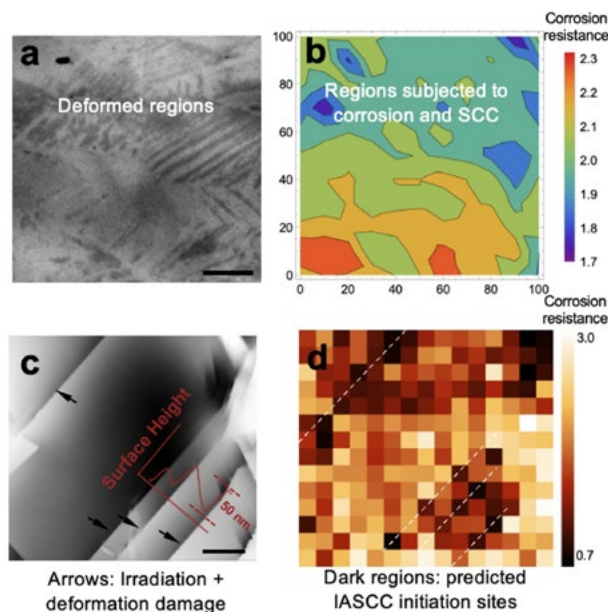 a
Deformed regions
b
Corrosion
resistance
100
80
60
40
20
0
0 20 40 60 80 100
Regions subjected to
corrosion and SCC
2.3
2.2
2.1
2.0
1.9
1.8
1.7
c
Surface Height
50 nm
Arrows: Irradiation +
deformation damage
d
Corrosion
resistance
3.0
0.7
Dark regions: predicted
IASCC initiation sites